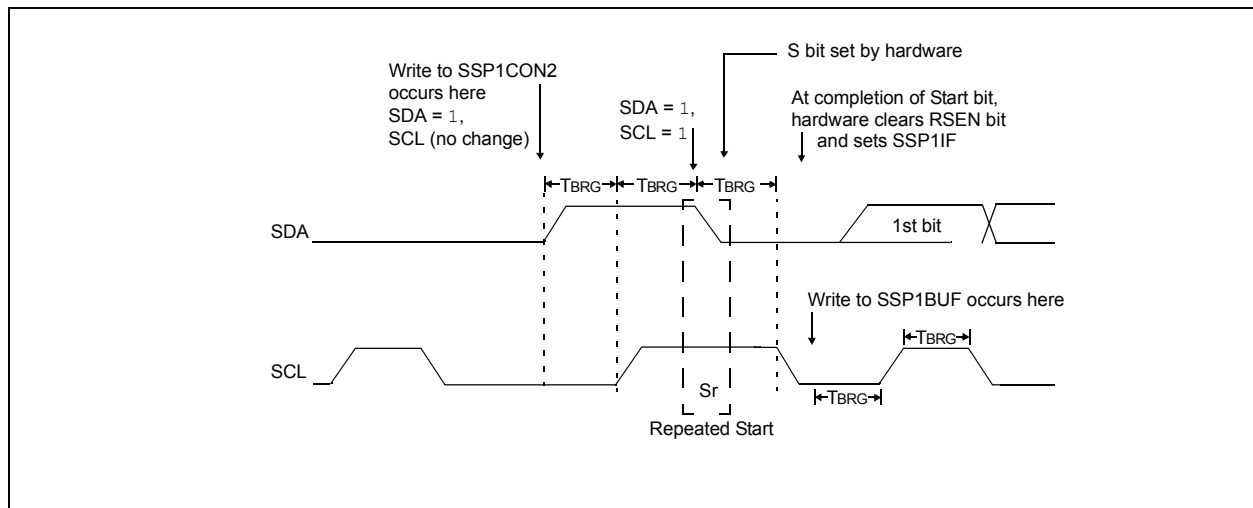 S bit set by hardware
Write to SSP1CON2
occurs here
SDA = 1,
SCL (no change)
SDA = 1,
SCL = 1
At completion of Start bit,
hardware clears RSEN bit
and sets SSP1IF
TBRG TBRG TBRG
SDA
1st bit
Write to SSP1BUF occurs here
TBRG
SCL
Sr
TBRG
Repeated Start